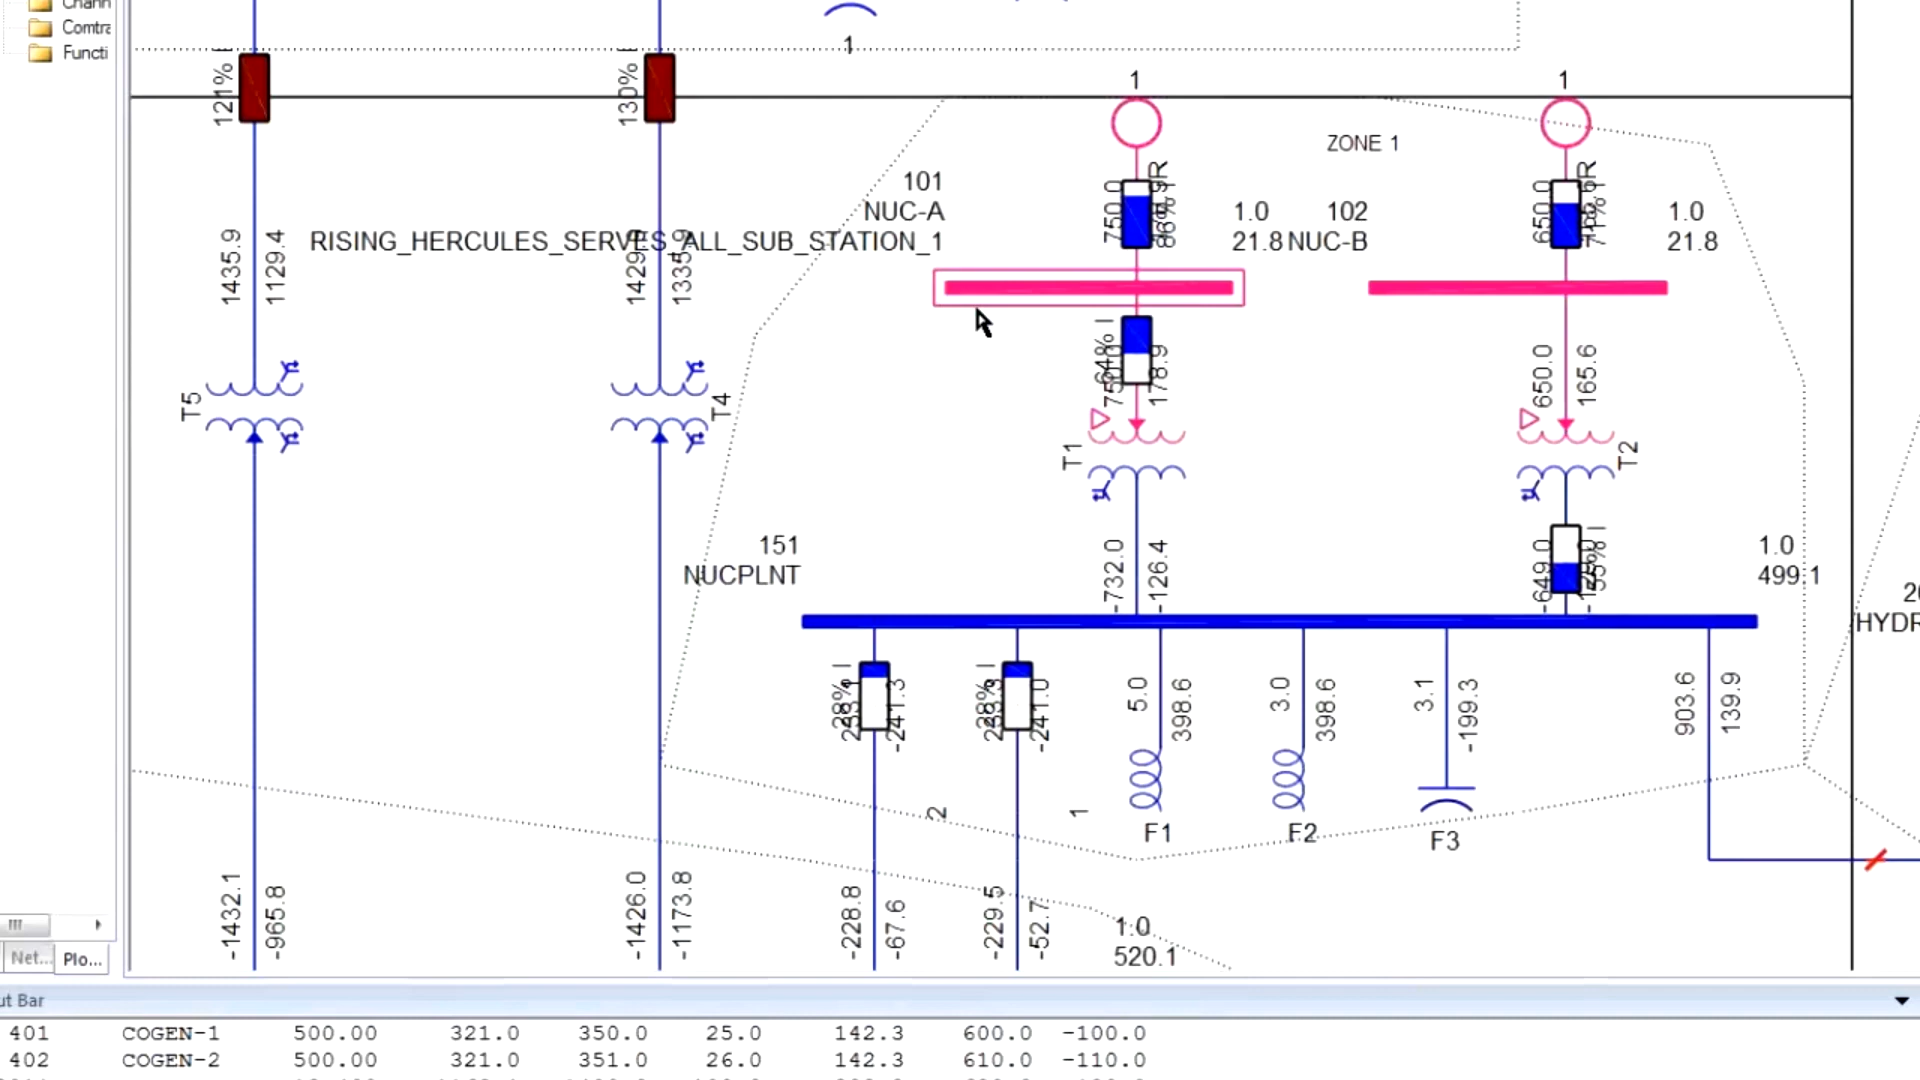 Chann
Comtra
Functi
1
121%
130%
1
1
ZONE 1
101
NUC-A
RISING_HERCULES_SERVES_ALL_SUB_STATION_1
750.0
1.0
21.8
102
NUC-B
650.0
1.0
21.8
1435.9
1129.4
1429.9
1335.9
64% I
178.9
650.0
165.6
T5
T4
T1
T2
151
NUCPLNT
-732.0
-126.4
-649.0
55% I
1.0
499.1
20
HYDR
28% I
-241.3
28% I
-241.0
5.0
398.6
3.0
398.6
3.1
-199.3
903.6
139.9
2
1
F1
F2
F3
-1432.1
-965.8
-1426.0
-1173.8
-228.8
-67.6
-229.5
-52.7
1.0
520.1
Net...
Plo...
ut Bar
401 COGEN-1 500.00 321.0 350.0 25.0 142.3 600.0 -100.0
402 COGEN-2 500.00 321.0 351.0 26.0 142.3 610.0 -110.0